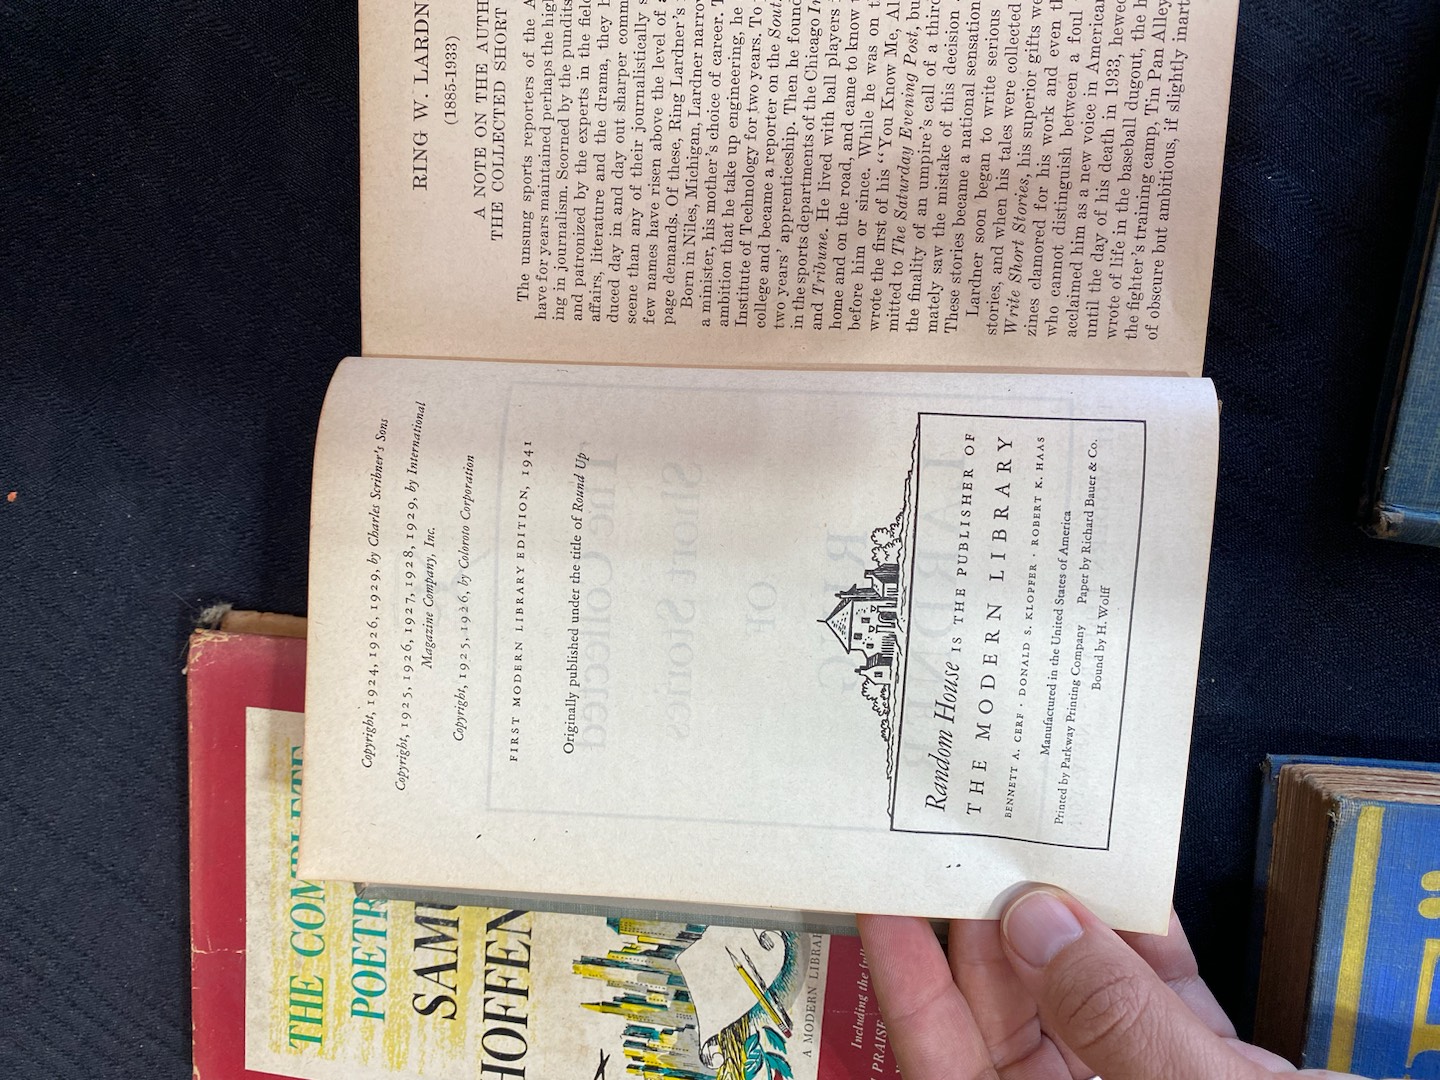 Copyright, 1924, 1926, 1929, by Charles Scribner's Sons
Copyright, 1925, 1926, 1927, 1928, 1929, by International
Magazine Company, Inc.
Copyright, 1925, 1926, by Coloroto Corporation
FIRST MODERN LIBRARY EDITION, 1941
Originally published under the title of Round Up
Random House IS THE PUBLISHER OF
THE MODERN LIBRARY
BENNETT A. CERF · DONALD S. KLOPFER · ROBERT K. HAAS
Manufactured in the United States of America
Printed by Parkway Printing Company Paper by Richard Bauer & Co.
Bound by H. Wolff
RING W. LARDN
(1885-1933)
A NOTE ON THE AUTH
THE COLLECTED SHORT
The unsung sports reporters of the A
have for years maintained perhaps the high
ing in journalism. Scorned by the pundits
and patronized by the experts in the field
affairs, literature and the drama, they h
duced day in and day out sharper comm
scene than any of their journalistically s
few names have risen above the level of a
page demands. Of these, Ring Lardner's
Born in Niles, Michigan, Lardner narrow
a minister, his mother's choice of career. T
ambition that he take up engineering, he
Institute of Technology for two years. To
college and became a reporter on the South
two years' apprenticeship. Then he found
in the sports departments of the Chicago In
and Tribune. He lived with ball players
home and on the road, and came to know
before him or since. While he was on t
wrote the first of his "You Know Me, Al
mitted to The Saturday Evening Post, bu
the finality of an umpire's call of a third
mately saw the mistake of this decision
These stories became a national sensation
Lardner soon began to write serious
stories, and when his tales were collected
Write Short Stories, his superior gifts we
zines clamored for his work and even th
who cannot distinguish between a foul
acclaimed him as a new voice in American
until the day of his death in 1933, hewed
wrote of life in the baseball dugout, the h
the fighter's training camp, Tin Pan Alley
of obscure but ambitious, if slightly inart
THE COMPLETE
POETR
SAMU
HOFFEN
A MODERN LIBRAR
Including the full
PRAISE